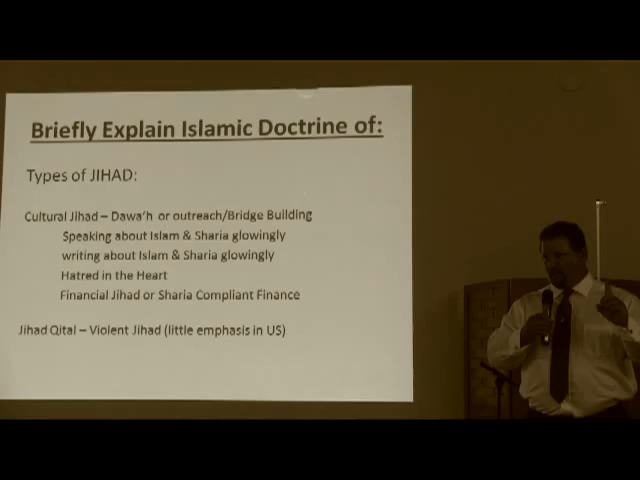 Briefly Explain Islamic Doctrine of:
Types of JIHAD:
Cultural Jihad – Dawa'h or outreach/Bridge Building
Speaking about Islam & Sharia glowingly
writing about Islam & Sharia glowingly
Hatred in the Heart
Financial Jihad or Sharia Compliant Finance
Jihad Qital – Violent Jihad (little emphasis in US)